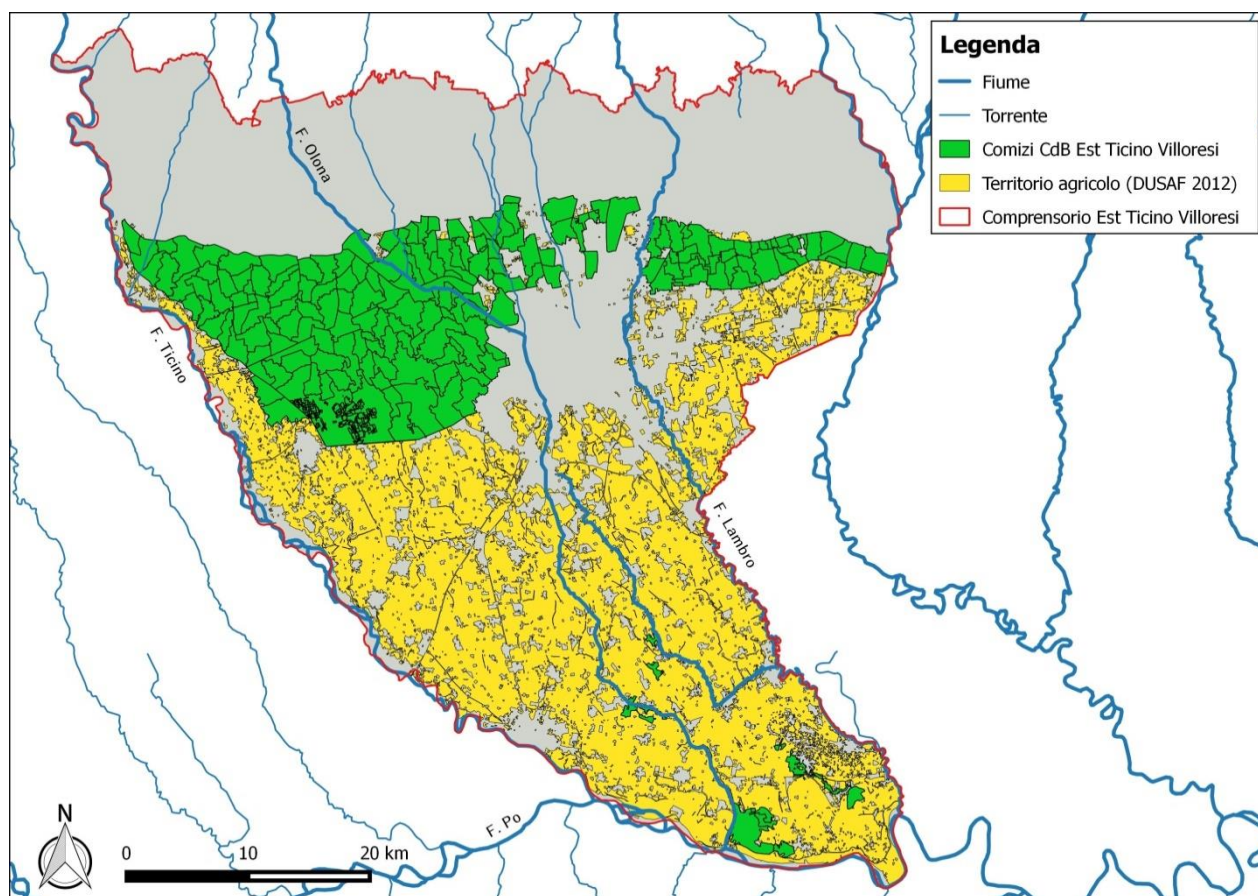 Legenda
Fiume
Torrente
Comizi CdB Est Ticino Villoresi
Territorio agricolo (DUSAF 2012)
Comprensorio Est Ticino Villoresi
F. Olona
F. Ticino
F. Lambro
F. Po
N
0 10 20 km